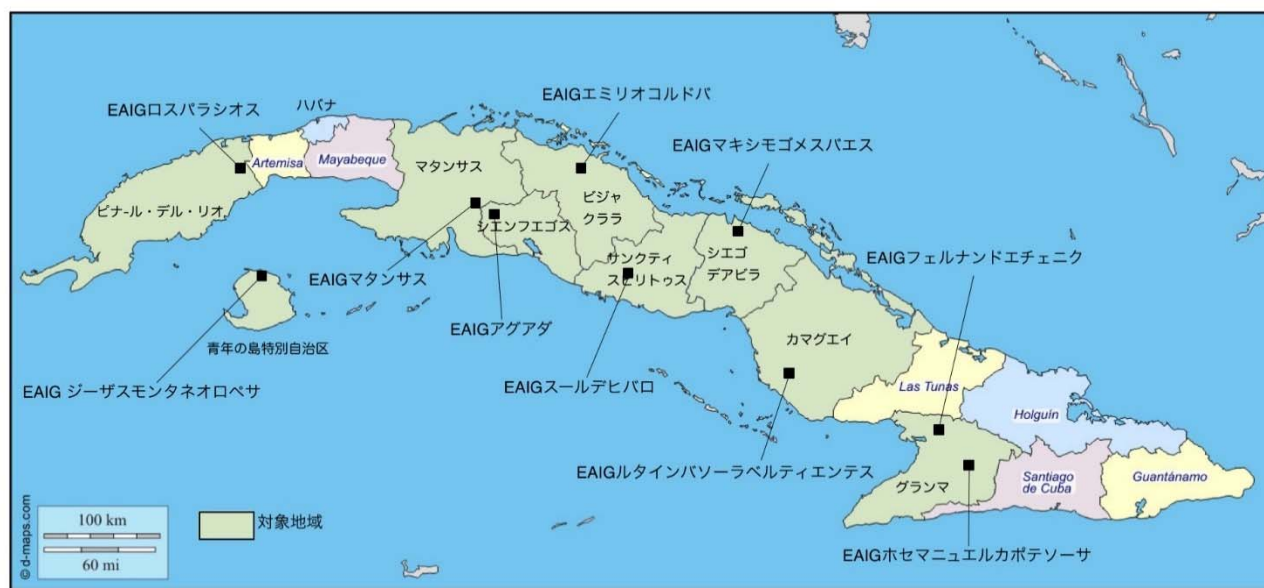 EAIGロスパラシオス
ハバナ
EAIGエミリオコルドバ
EAIGマキシモゴメスバエス
Artemisa
Mayabeque
マタンサス
ピナール・デル・リオ
ビジャ
クララ
シエンフエゴス
サンクティ
スピリトゥス
シエゴ
デアビラ
EAIGフェルナンドエチェニク
EAIGマタンサス
EAIGアグアダ
青年の島特別自治区
カマグエイ
EAIG ジーザスモンタネオロペサ
EAIGスールデヒバロ
Las Tunas
Holguín
EAIGルタインバソーラベルティエンテス
グランマ
Santiago
de Cuba
Guantánamo
100 km
60 mi
対象地域
EAIGホセマニュエルカポテソーサ
© d-maps.com